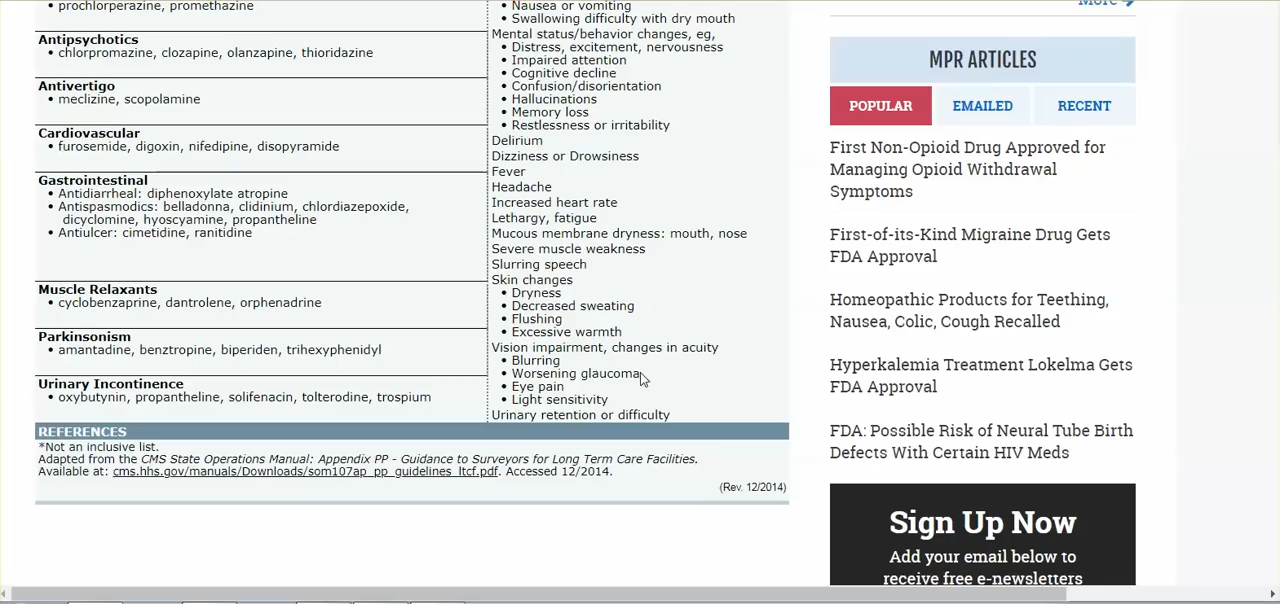 prochlorperazine, promethazine
Antipsychotics
• chlorpromazine, clozapine, olanzapine, thioridazine
Antivertigo
• meclizine, scopolamine
Cardiovascular
• furosemide, digoxin, nifedipine, disopyramide
Gastrointestinal
• Antidiarrheal: diphenoxylate atropine
• Antispasmodics: belladonna, clidinium, chlordiazepoxide,
dicyclomine, hyoscyamine, propantheline
• Antiulcer: cimetidine, ranitidine
Muscle Relaxants
• cyclobenzaprine, dantrolene, orphenadrine
Parkinsonism
• amantadine, benztropine, biperiden, trihexyphenidyl
Urinary Incontinence
• oxybutynin, propantheline, solifenacin, tolterodine, trospium
• Nausea or vomiting
• Swallowing difficulty with dry mouth
Mental status/behavior changes, eg,
• Distress, excitement, nervousness
• Impaired attention
• Cognitive decline
• Confusion/disorientation
• Hallucinations
• Memory loss
• Restlessness or irritability
Delirium
Dizziness or Drowsiness
Fever
Headache
Increased heart rate
Lethargy, fatigue
Mucous membrane dryness: mouth, nose
Severe muscle weakness
Slurring speech
Skin changes
• Dryness
• Decreased sweating
• Flushing
• Excessive warmth
Vision impairment, changes in acuity
• Blurring
• Worsening glaucoma
• Eye pain
• Light sensitivity
Urinary retention or difficulty
REFERENCES
*Not an inclusive list.
Adapted from the CMS State Operations Manual: Appendix PP - Guidance to Surveyors for Long Term Care Facilities.
Available at: cms.hhs.gov/manuals/Downloads/som107ap_pp_guidelines_ltcf.pdf. Accessed 12/2014.
(Rev. 12/2014)
More
MPR ARTICLES
POPULAR EMAILED RECENT
First Non-Opioid Drug Approved for
Managing Opioid Withdrawal
Symptoms
First-of-its-Kind Migraine Drug Gets
FDA Approval
Homeopathic Products for Teething,
Nausea, Colic, Cough Recalled
Hyperkalemia Treatment Lokelma Gets
FDA Approval
FDA: Possible Risk of Neural Tube Birth
Defects With Certain HIV Meds
Sign Up Now
Add your email below to
receive free e-newsletters